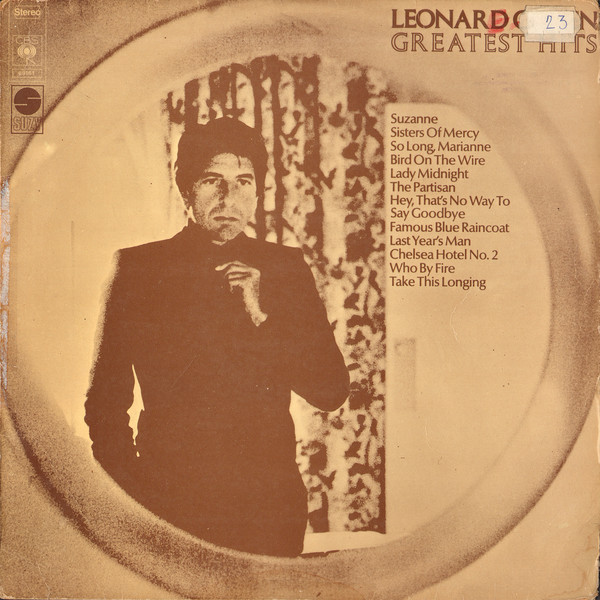 Stereo
CBS
SUZY
LEONARD
23
GREATEST HITS
Suzanne
Sisters Of Mercy
So Long, Marianne
Bird On The Wire
Lady Midnight
The Partisan
Hey, That's No Way To
Say Goodbye
Famous Blue Raincoat
Last Year's Man
Chelsea Hotel No. 2
Who By Fire
Take This Longing